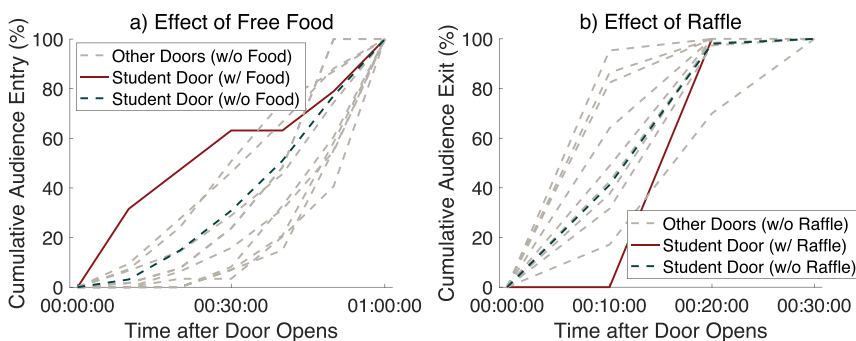 a) Effect of Free Food
Cumulative Audience Entry (%)
100
80
60
40
20
0
Other Doors (w/o Food)
Student Door (w/ Food)
Student Door (w/o Food)
00:00:00
00:30:00
01:00:00
Time after Door Opens
b) Effect of Raffle
Cumulative Audience Exit (%)
100
80
60
40
20
0
Other Doors (w/o Raffle)
Student Door (w/ Raffle)
Student Door (w/o Raffle)
00:00:00
00:10:00
00:20:00
00:30:00
Time after Door Opens